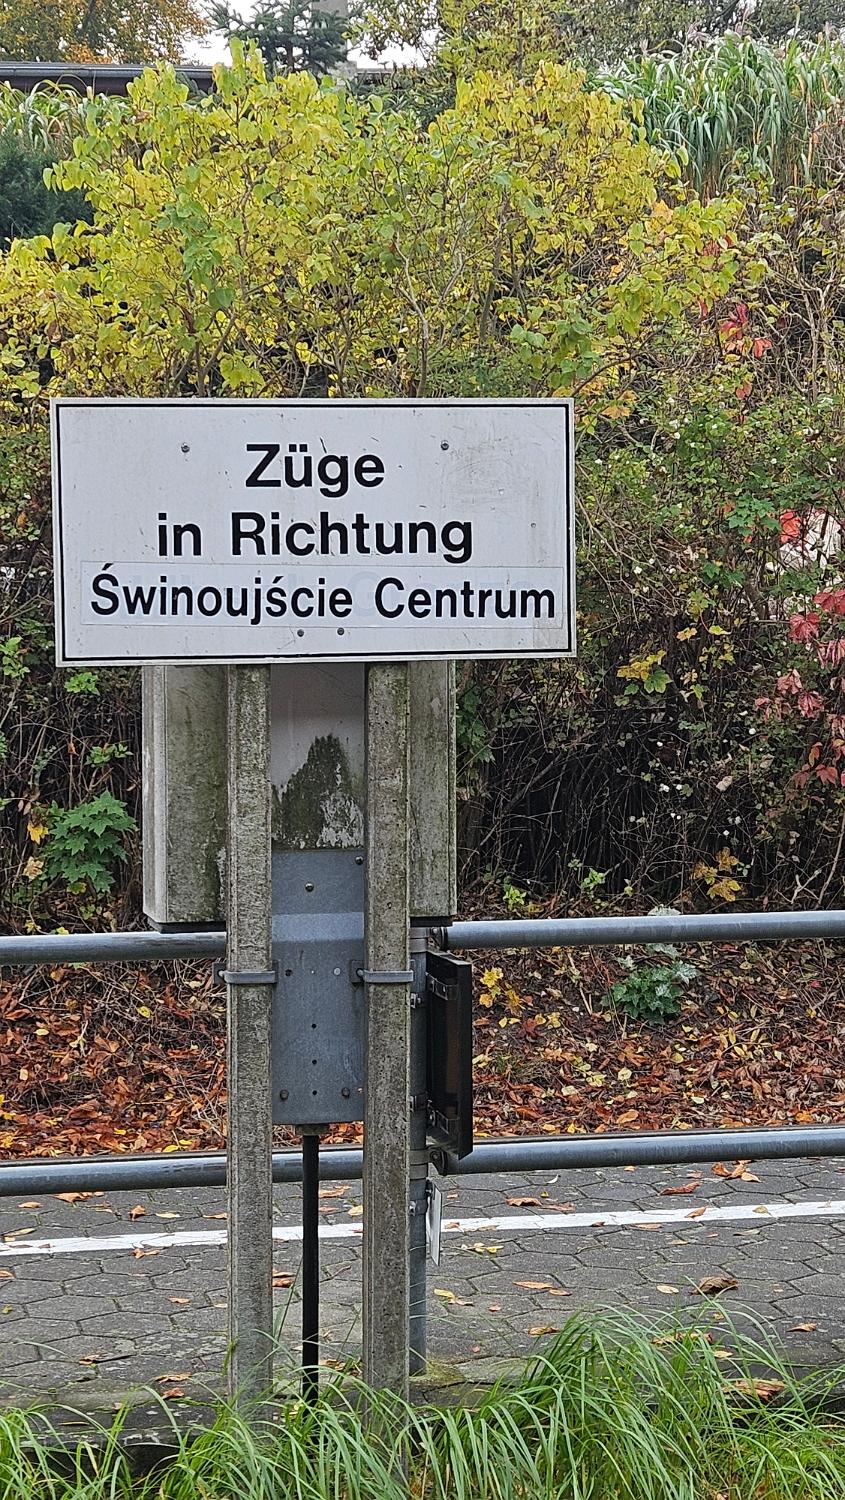 Züge
in Richtung
Świnoujście Centrum